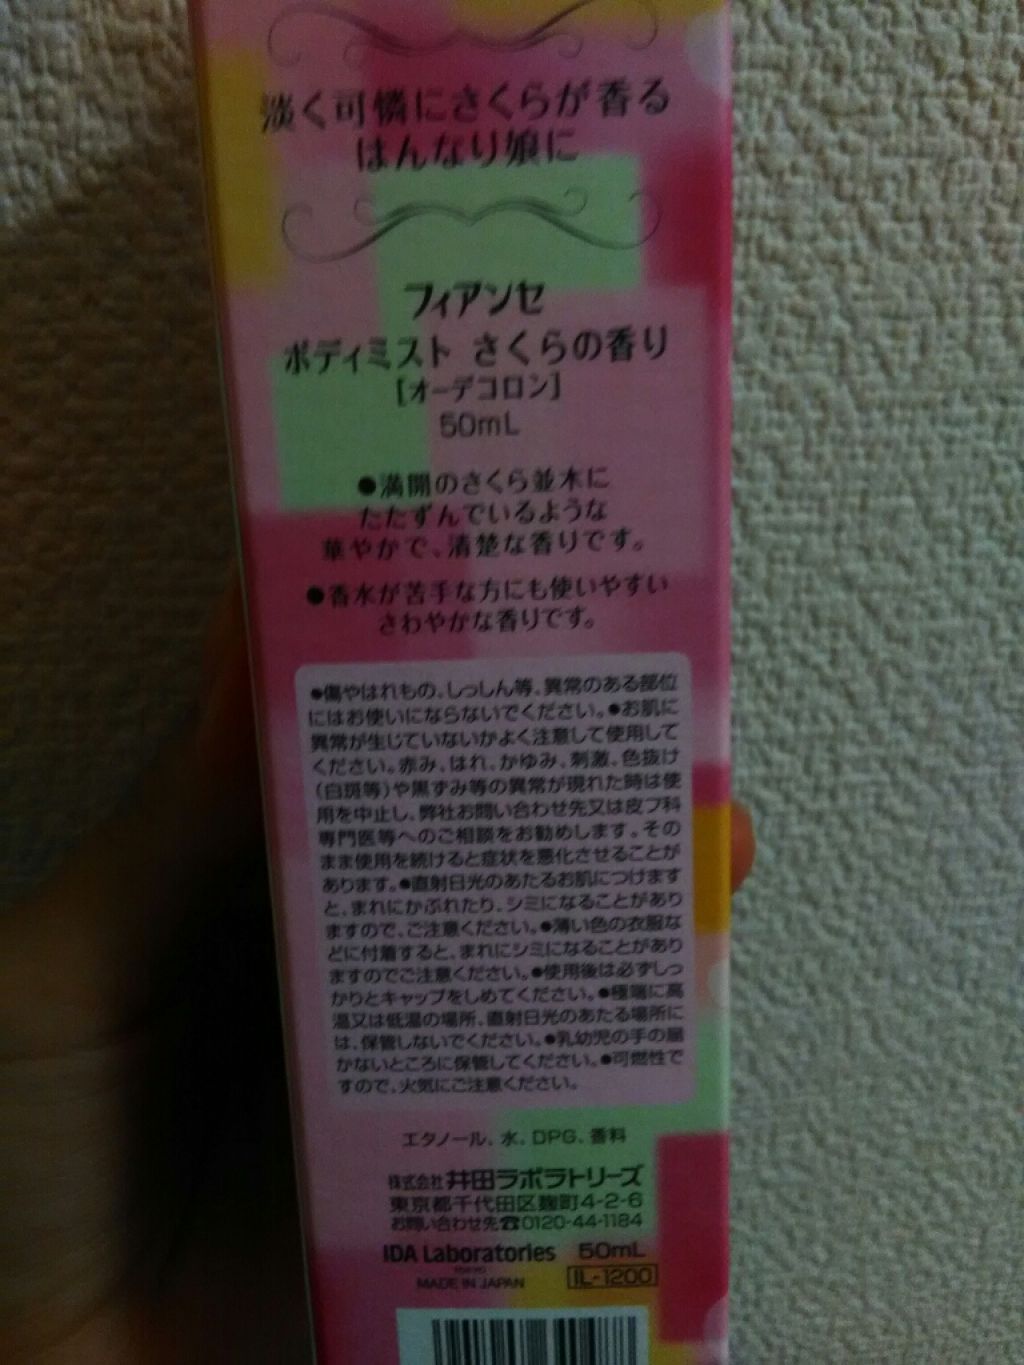 淡く可憐にさくらが香る
はんなり娘に
フィアンセ
ボディミスト さくらの香り
[オーデコロン]
50mL
●満開のさくら並木に
たたずんでいるような
華やかで、清楚な香りです。
●香水が苦手な方にも使いやすい
さわやかな香りです。
●傷やはれもの、しっしん等、異常のある部位
にはお使いにならないでください。●お肌に
異常が生じていないかよく注意して使用して
ください。赤み、はれ、かゆみ、刺激、色抜け
(白斑等)や黒ずみ等の異常が現れた時は使
用を中止し、弊社お問い合わせ先又は皮フ科
専門医等へのご相談をお勧めします。その
まま使用を続けると症状を悪化させることが
あります。●直射日光のあたるお肌につけます
と、まれにかぶれたり、シミになることがあり
ますので、ご注意ください。●薄い色の衣服な
どに付着すると、まれにシミになることがあり
ますのでご注意ください。●使用後は必ずしっ
かりとキャップをしめてください。●極端に高
温又は低温の場所、直射日光のあたる場所に
は、保管しないでください。●乳幼児の手の届
かないところに保管してください。●可燃性で
すので、火気にご注意ください。
エタノール、水、DPG、香料
株式会社井田ラボラトリーズ
東京都千代田区麹町4-2-6
お問い合わせ先☎0120-44-1184
IDA Laboratories 50mL
TOKYO
MADE IN JAPAN IL-1200